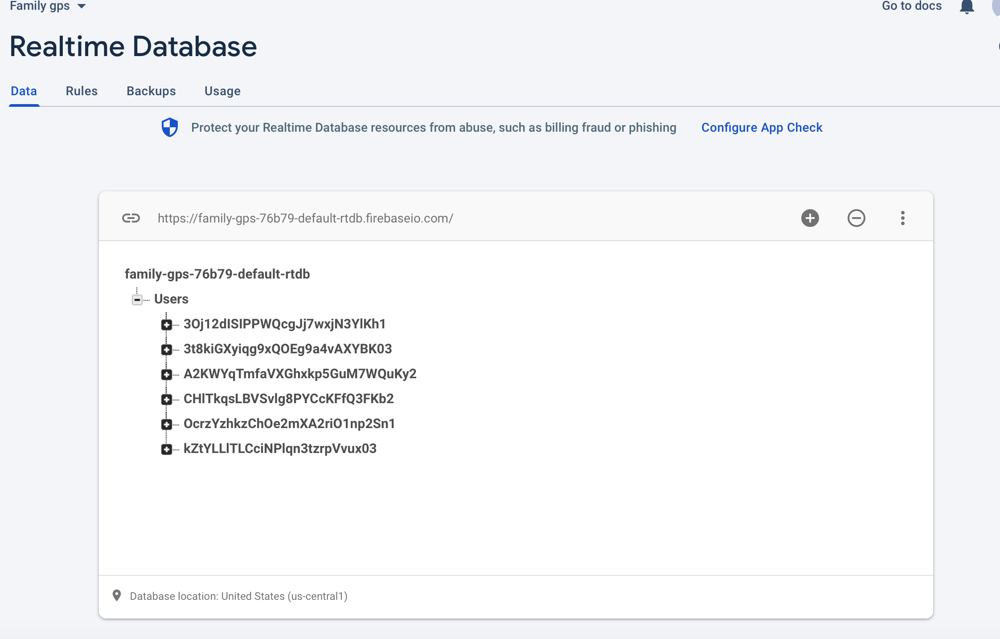 Family gps
Go to docs
Realtime Database
Data Rules Backups Usage
Protect your Realtime Database resources from abuse, such as billing fraud or phishing Configure App Check
https://family-gps-76b79-default-rtdb.firebaseio.com/
family-gps-76b79-default-rtdb
Users
3Oj12dISIPPWQcgJj7wxjN3YlKh1
3t8kiGXyiqg9xQOEg9a4vAXYBK03
A2KWYqTmfaVXGhxkp5GuM7WQuKy2
CHlTkqsLBVSvlg8PYCcKFfQ3FKb2
OcrzYzhkzChOe2mXA2riO1np2Sn1
kZtYLLlTLCciNPlqn3tzrpVvux03
Database location: United States (us-central1)